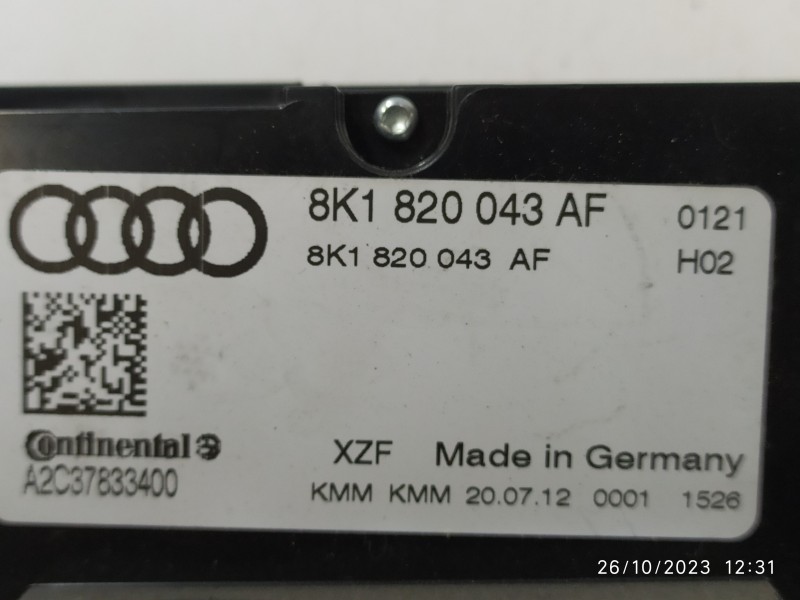 8K1 820 043 AF 0121
8K1 820 043 AF H02
Continental
A2C37833400
XZF Made in Germany
KMM KMM 20.07.12 0001 1526
26/10/2023 12:31